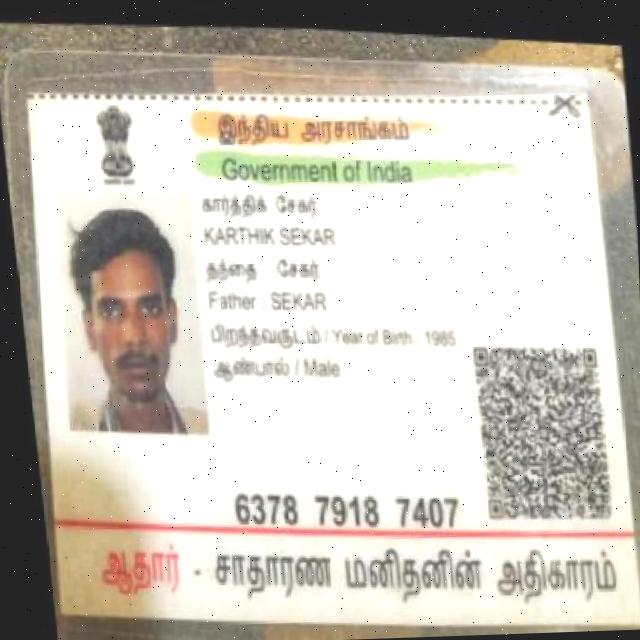 இந்திய அரசாங்கம்
Government of India
கார்த்திக் சேகர்
KARTHIK SEKAR
தந்தை சேகர்
Father : SEKAR
பிறந்தவருடம் / Year of Birth : 1985
ஆண்பால் / Male
6378 7918 7407
ஆதார் - சாதாரண மனிதனின் அதிகாரம்